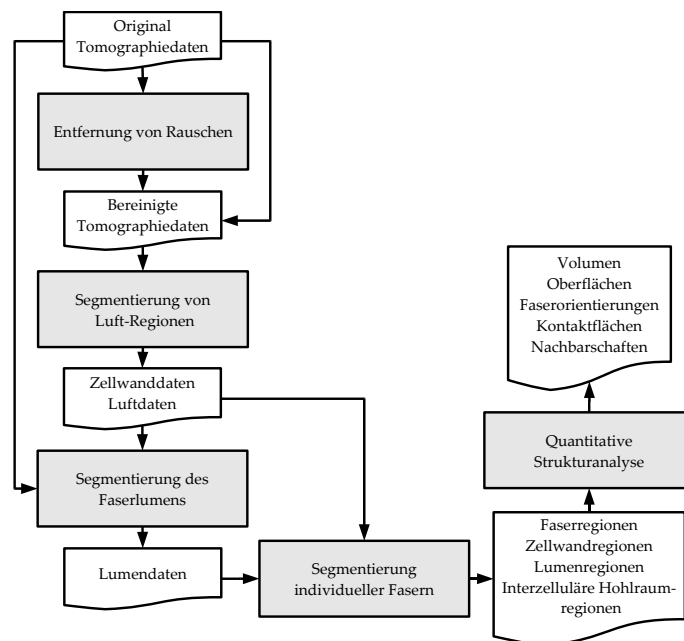 Original
Tomographiedaten
Entfernung von Rauschen
Bereinigte
Tomographiedaten
Segmentierung von
Luft-Regionen
Zellwanddaten
Luftdaten
Segmentierung des
Faserlumens
Lumendaten
Segmentierung
individueller Fasern
Faserregionen
Zellwandregionen
Lumenregionen
Interzelluläre Hohlraum-
regionen
Quantitative
Strukturanalyse
Volumen
Oberflächen
Faserorientierungen
Kontaktflächen
Nachbarschaften